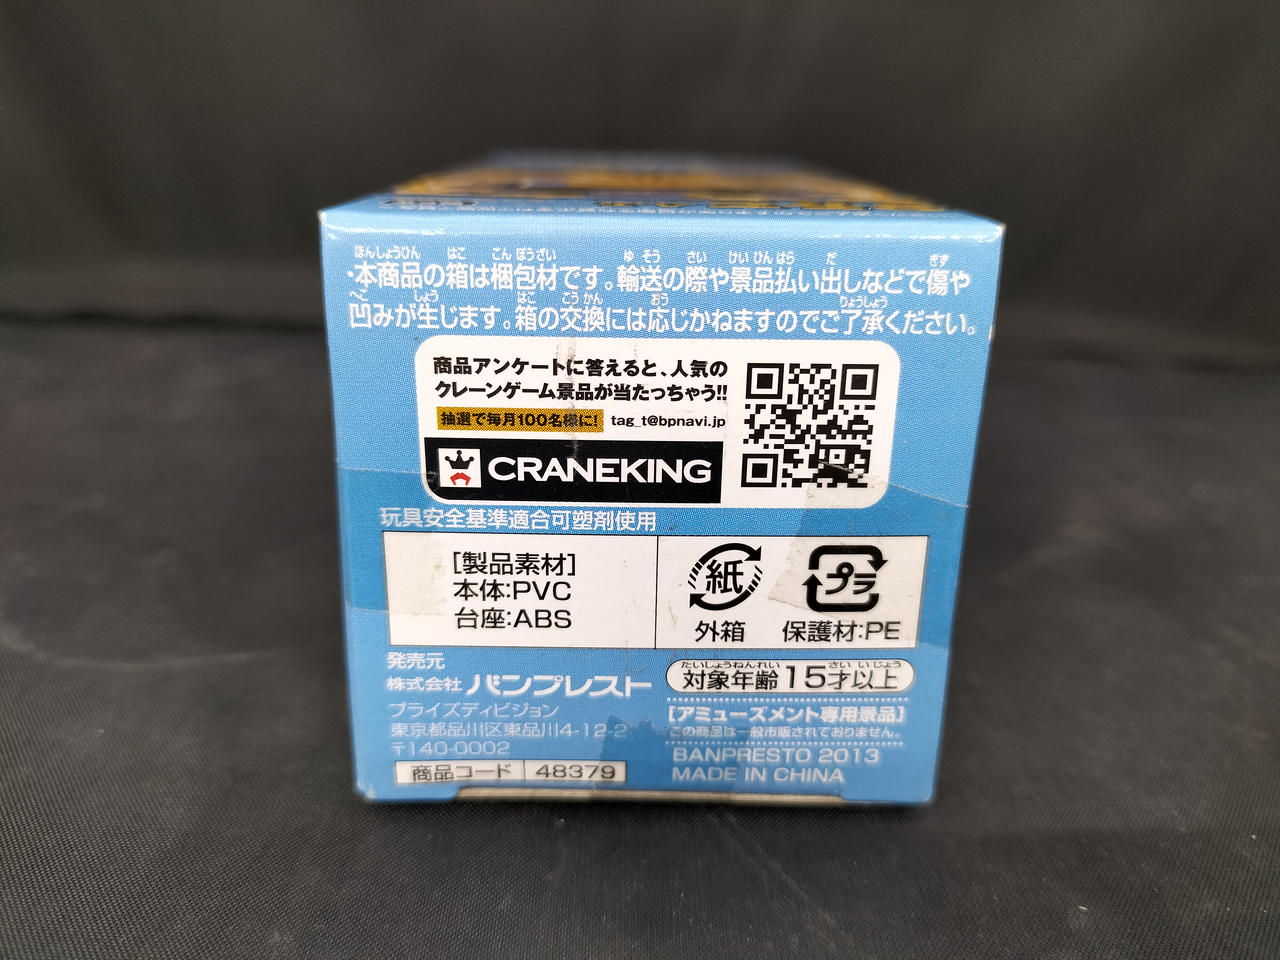 ・本商品の箱は梱包材です。輸送の際や景品払い出しなどで傷や
凹みが生じます。箱の交換には応じかねますのでご了承ください。
商品アンケートに答えると、人気の
クレーンゲーム景品が当たっちゃう!!
抽選で毎月100名様に! tag_t@bpnavi.jp
CRANEKING
玩具安全基準適合可塑剤使用
[製品素材]
本体:PVC
台座:ABS
紙
外箱
プラ
保護材:PE
発売元
株式会社 バンプレスト
プライズディビジョン
東京都品川区東品川4-12-2
〒140-0002
商品コード 48379
対象年齢15才以上
[アミューズメント専用景品]
この商品は一般市販されておりません。
BANPRESTO 2013
MADE IN CHINA